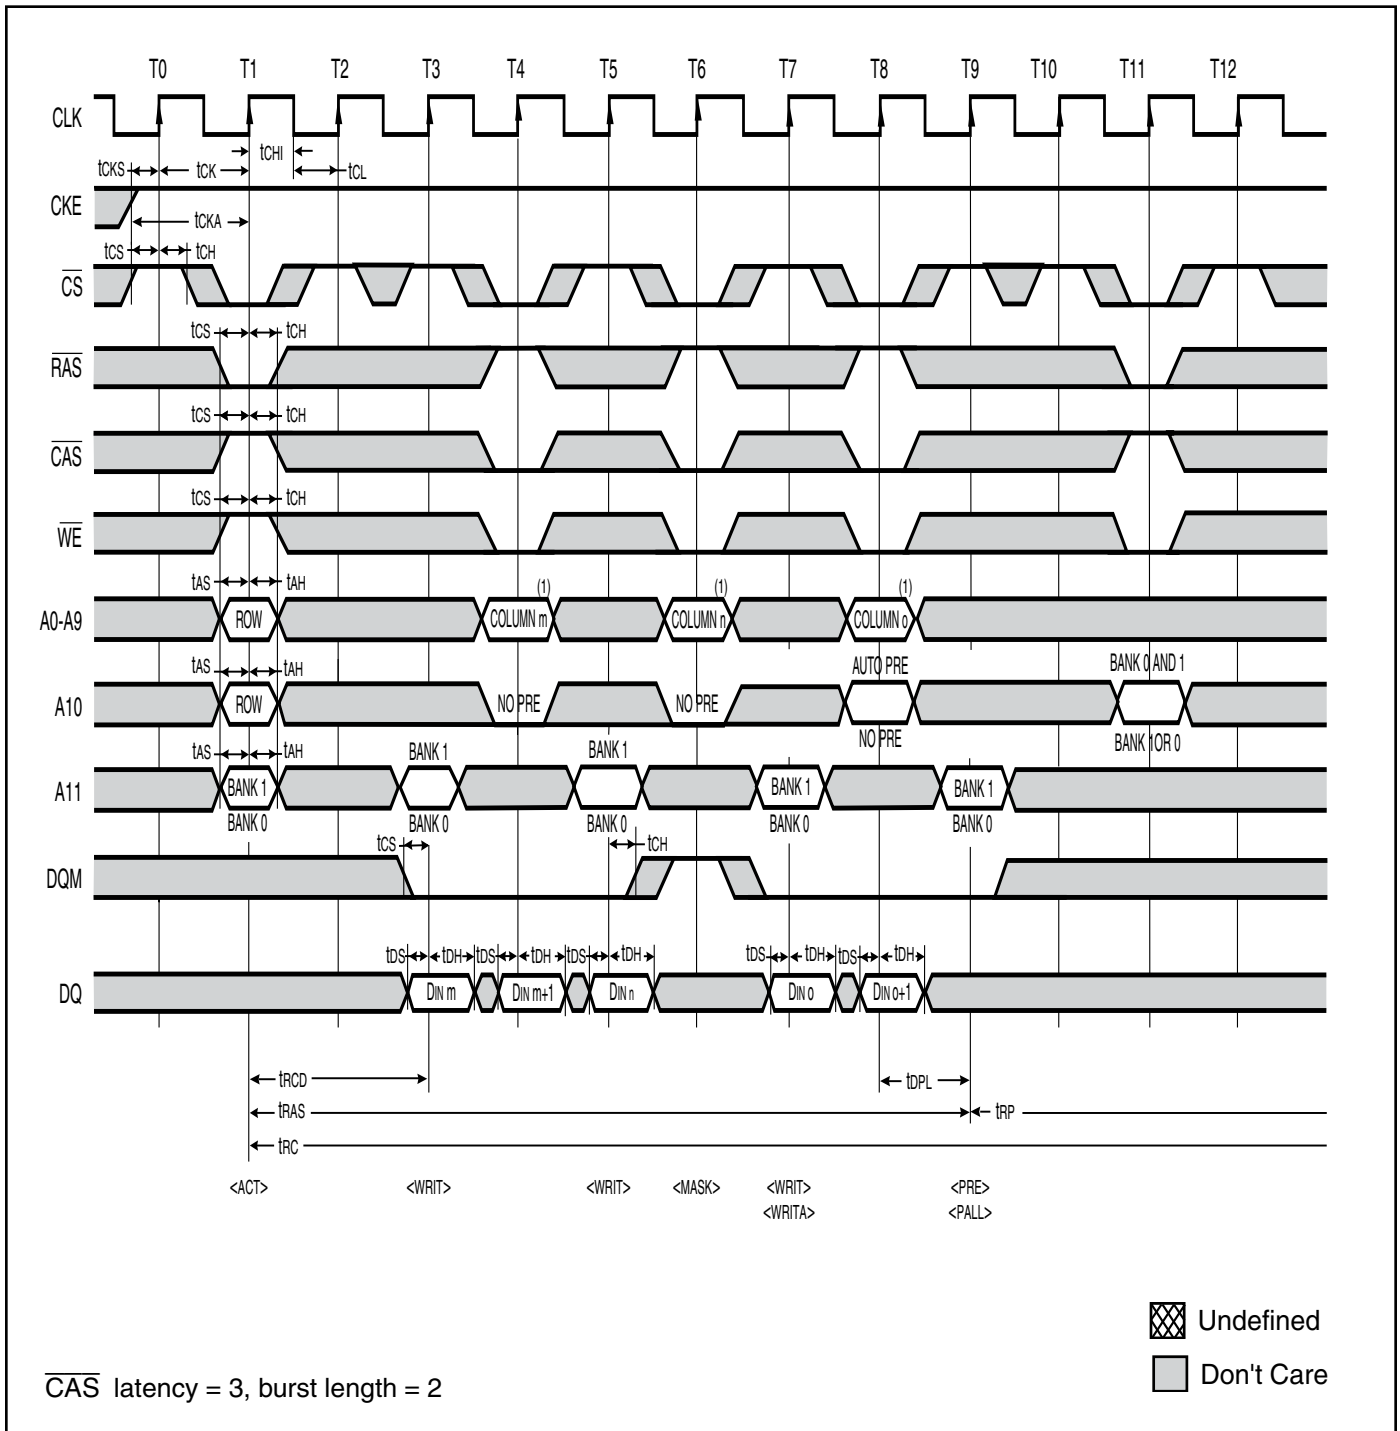 T0 T1 T2 T3 T4 T5 T6 T7 T8 T9 T10 T11 T12
CLK
tCHI
tCKS tCK tCL
CKE
tCKA
tCS tCH
CS
tCS tCH
RAS
tCS tCH
CAS
tCS tCH
WE
tAS tAH (1) (1) (1)
A0-A9 ROW COLUMN m COLUMN n COLUMN o
tAS tAH AUTO PRE BANK 0 AND 1
A10 ROW NO PRE NO PRE
NO PRE BANK 1OR 0
tAS tAH BANK 1 BANK 1
A11 BANK 1 BANK 1 BANK 1
BANK 0 BANK 0 BANK 0 BANK 0 BANK 0
tCS tCH
DQM
tDS tDH tDS tDH tDS tDH tDS tDH tDS tDH
DQ DIN m DIN m+1 DIN n DIN o DIN o+1
tRCD tDPL
tRAS tRP
tRC
<ACT> <WRIT> <WRIT> <MASK> <WRIT> <PRE>
<WRITA> <PALL>
Undefined
Don't Care
CAS latency = 3, burst length = 2